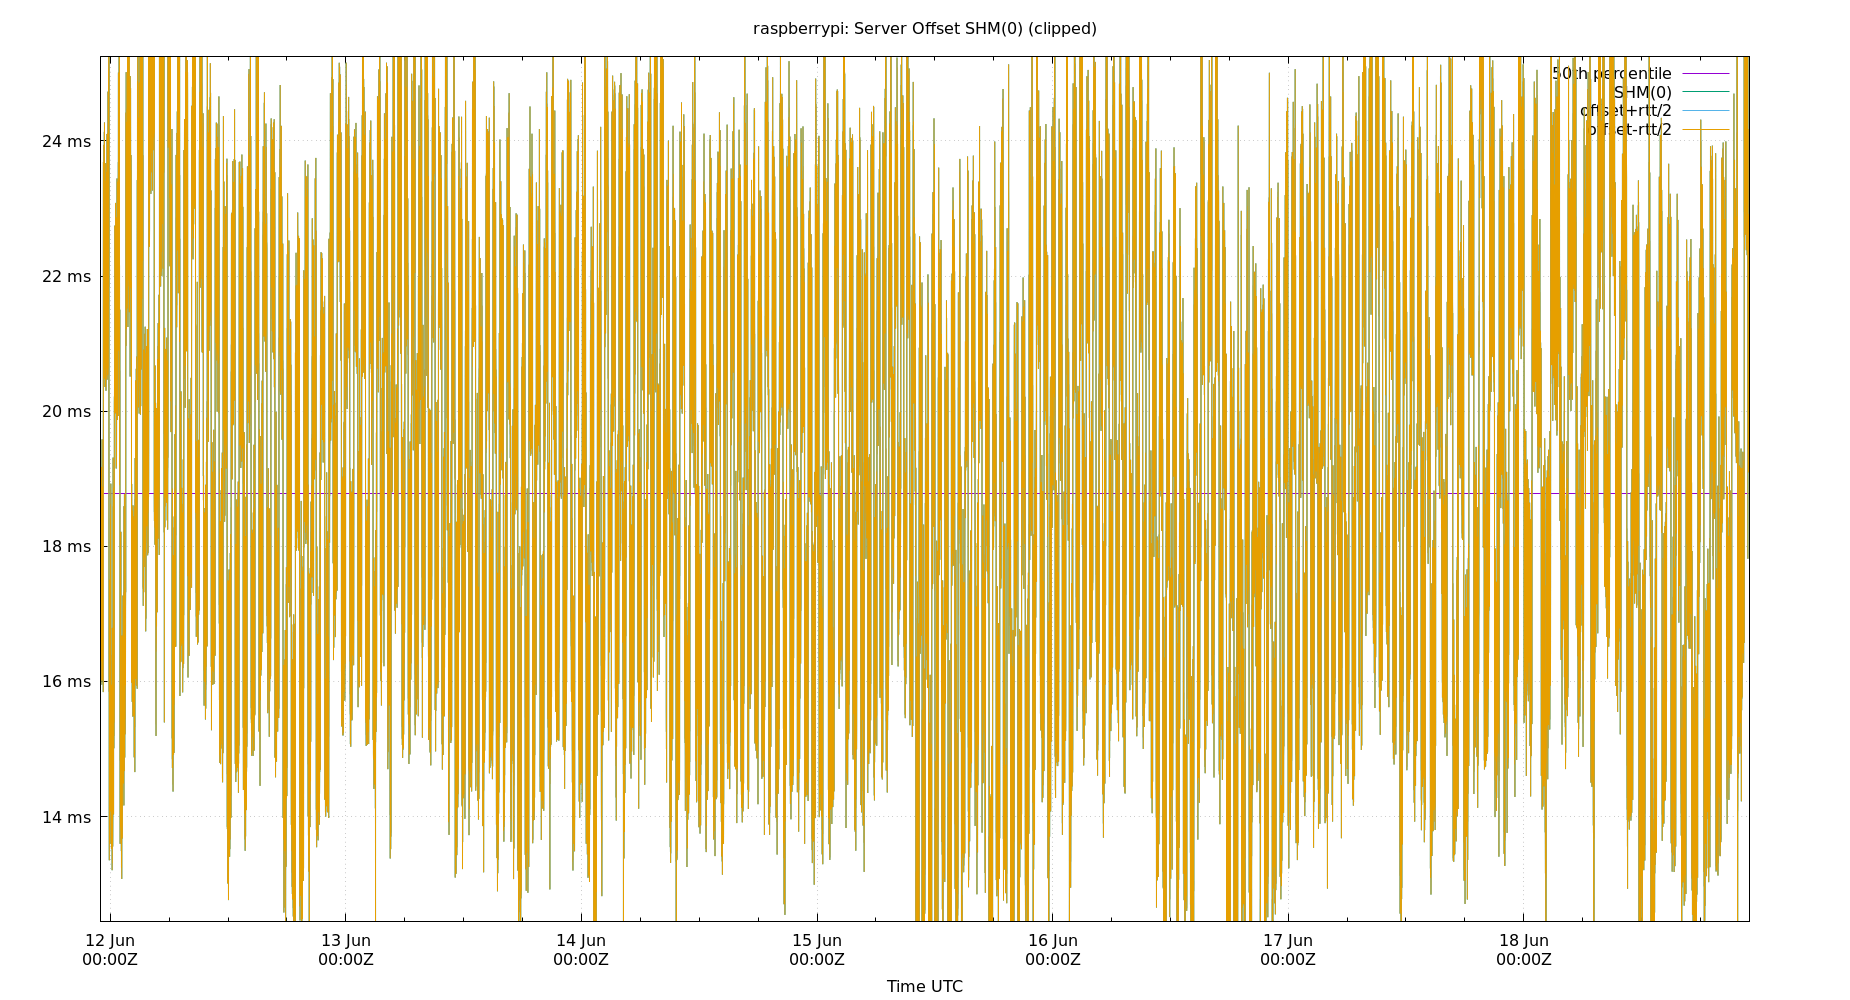 raspberrypi: Server Offset SHM(0) (clipped)
50th percentile
SHM(0)
offset+rtt/2
offset-rtt/2
24 ms
22 ms
20 ms
18 ms
16 ms
14 ms
12 Jun 13 Jun 14 Jun 15 Jun 16 Jun 17 Jun 18 Jun
00:00Z 00:00Z 00:00Z 00:00Z 00:00Z 00:00Z 00:00Z
Time UTC